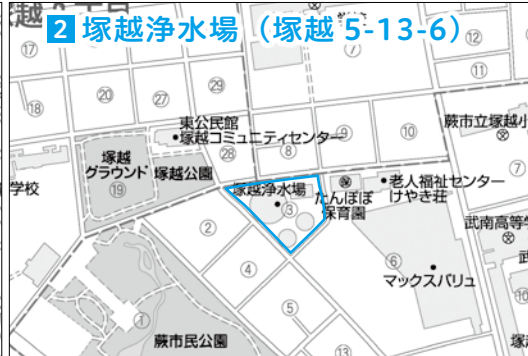 2 塚越浄水場（塚越 5-13-6）
⑰
⑫
⑪
⑱
⑳
㉗
㉙
東公民館
塚越コミュニティセンター
㉘
⑧
⑨
⑩
蕨市立塚越小
⑦
塚越
グラウンド
⑲
塚越公園
学校
塚越浄水場
③
たんぽぽ
保育園
老人福祉センター
けやき荘
武南高等学
②
④
⑤
⑥
マックスバリュ
①
蕨市民公園
⑬